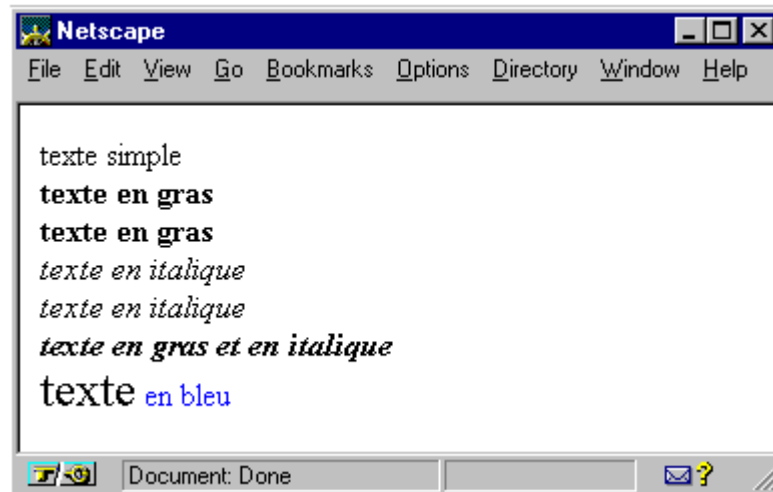 Netscape
File Edit View Go Bookmarks Options Directory Window Help
texte simple
texte en gras
texte en gras
texte en italique
texte en italique
texte en gras et en italique
texte en bleu
Document: Done